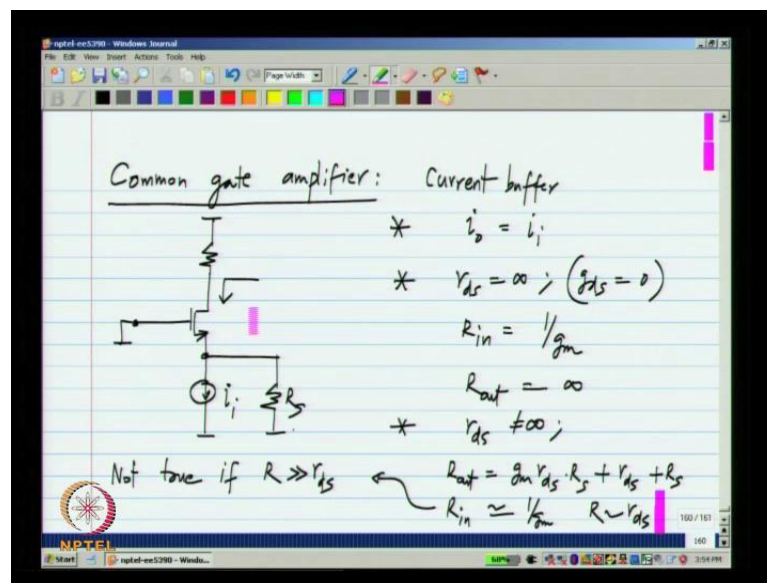 nptel-ee5390 - Windows Journal
File Edit View Insert Actions Tools Help
Page Width
B I
Common gate amplifier: Current buffer
* i_o = i_i
* r_ds = ∞ ; (g_ds = 0)
R_in = 1/g_m
R_out = ∞
i_i R_S
* r_ds ≠ ∞ ;
Not true if R ≫ r_ds R_out = g_m r_ds · R_S + r_ds + R_S
R_in ≃ 1/g_m R ~ r_ds
160 / 161
160
NPTEL
Start nptel-ee5390 - Windo... 3:54 PM